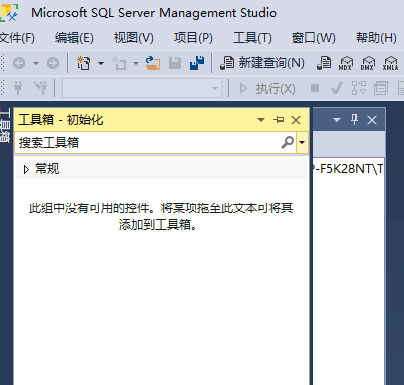 Microsoft SQL Server Management Studio
文件(F) 编辑(E) 视图(V) 项目(P) 工具(T) 窗口(W) 帮助(H)
新建查询(N) MDX DMX XMLA
执行(X)
工具箱
工具箱 - 初始化
搜索工具箱
常规
P-F5K28NT\T
此组中没有可用的控件。将某项拖至此文本可将其
添加到工具箱。